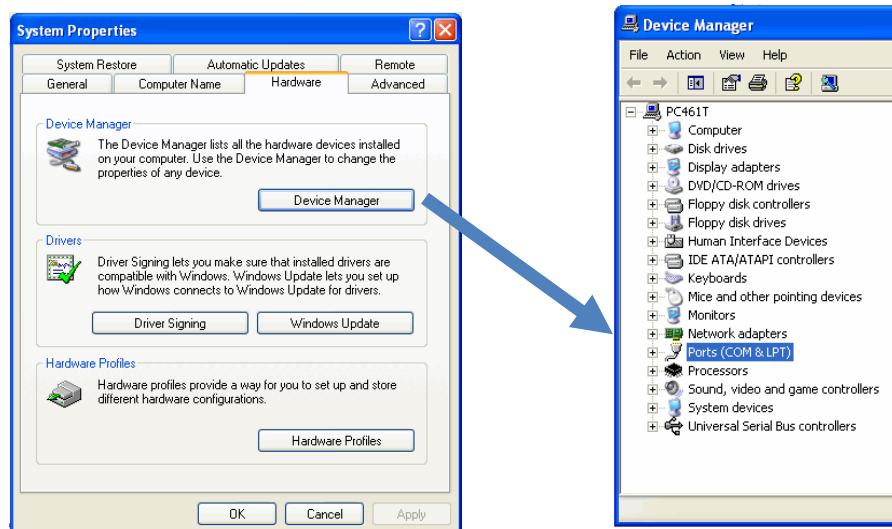 System Properties
System Restore Automatic Updates Remote
General Computer Name Hardware Advanced
Device Manager
The Device Manager lists all the hardware devices installed
on your computer. Use the Device Manager to change the
properties of any device.
Device Manager
Drivers
Driver Signing lets you make sure that installed drivers are
compatible with Windows. Windows Update lets you set up
how Windows connects to Windows Update for drivers.
Driver Signing Windows Update
Hardware Profiles
Hardware profiles provide a way for you to set up and store
different hardware configurations.
Hardware Profiles
OK Cancel Apply
Device Manager
File Action View Help
PC461T
Computer
Disk drives
Display adapters
DVD/CD-ROM drives
Floppy disk controllers
Floppy disk drives
Human Interface Devices
IDE ATA/ATAPI controllers
Keyboards
Mice and other pointing devices
Monitors
Network adapters
Ports (COM & LPT)
Processors
Sound, video and game controllers
System devices
Universal Serial Bus controllers